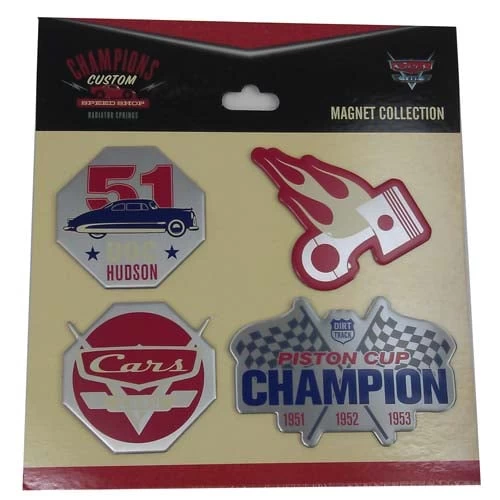 CHAMPIONS
CUSTOM
SPEED SHOP
RADIATOR SPRINGS
Cars
MAGNET COLLECTION
51
DOC
HUDSON
Cars
DIRT
TRACK
PISTON CUP
CHAMPION
1951 1952 1953